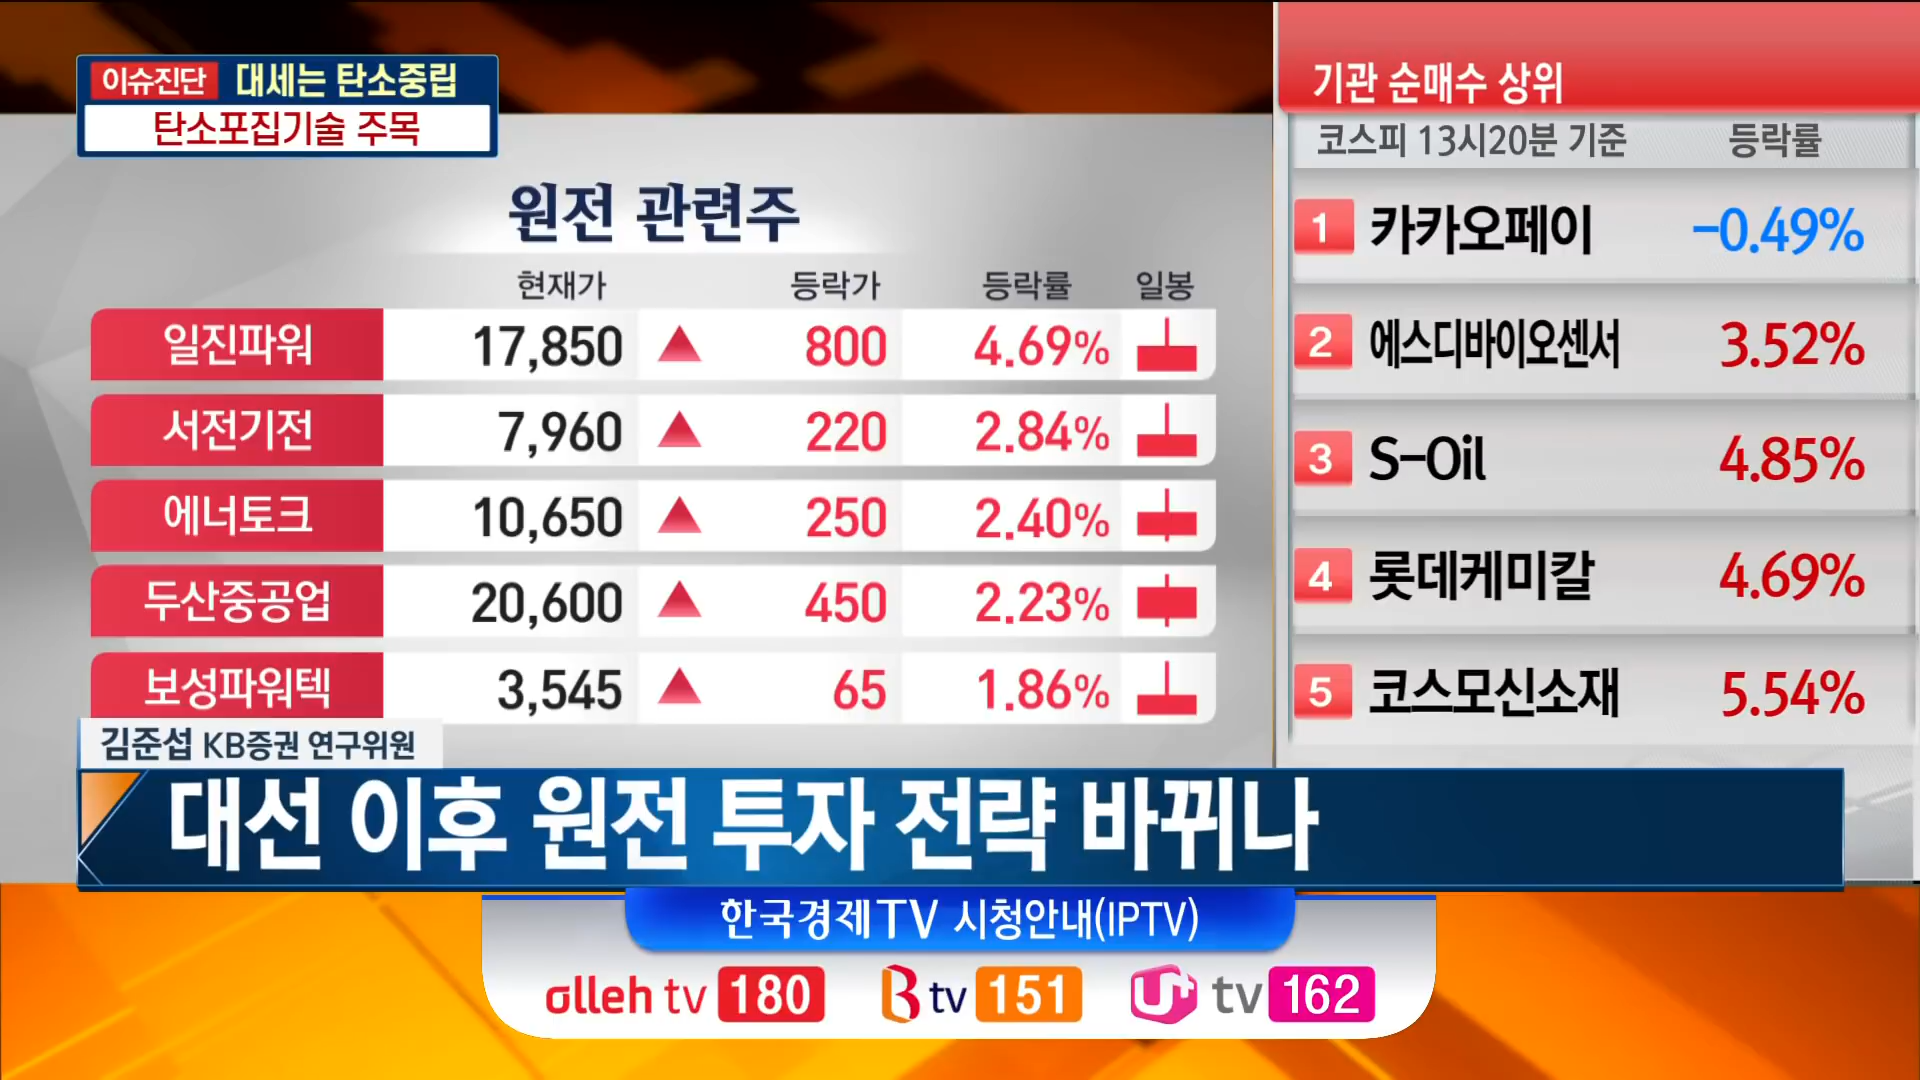 이슈진단 대세는 탄소중립
탄소포집기술 주목
원전 관련주
현재가 등락가 등락률 일봉
일진파워 17,850 ▲ 800 4.69%
서전기전 7,960 ▲ 220 2.84%
에너토크 10,650 ▲ 250 2.40%
두산중공업 20,600 ▲ 450 2.23%
보성파워텍 3,545 ▲ 65 1.86%
기관 순매수 상위
코스피 13시20분 기준 등락률
1 카카오페이 -0.49%
2 에스디바이오센서 3.52%
3 S-Oil 4.85%
4 롯데케미칼 4.69%
5 코스모신소재 5.54%
김준섭 KB증권 연구위원
대선 이후 원전 투자 전략 바뀌나
한국경제TV 시청안내(IPTV)
olleh tv 180 B tv 151 U+ tv 162